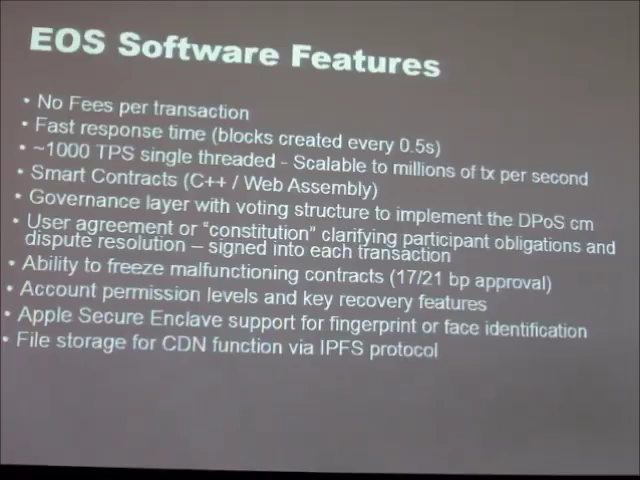 EOS Software Features
• No Fees per transaction
• Fast response time (blocks created every 0.5s)
• ~1000 TPS single threaded - Scalable to millions of tx per second
• Smart Contracts (C++ / Web Assembly)
• Governance layer with voting structure to implement the DPoS cm
• User agreement or “constitution” clarifying participant obligations and
dispute resolution – signed into each transaction
• Ability to freeze malfunctioning contracts (17/21 bp approval)
• Account permission levels and key recovery features
• Apple Secure Enclave support for fingerprint or face identification
• File storage for CDN function via IPFS protocol